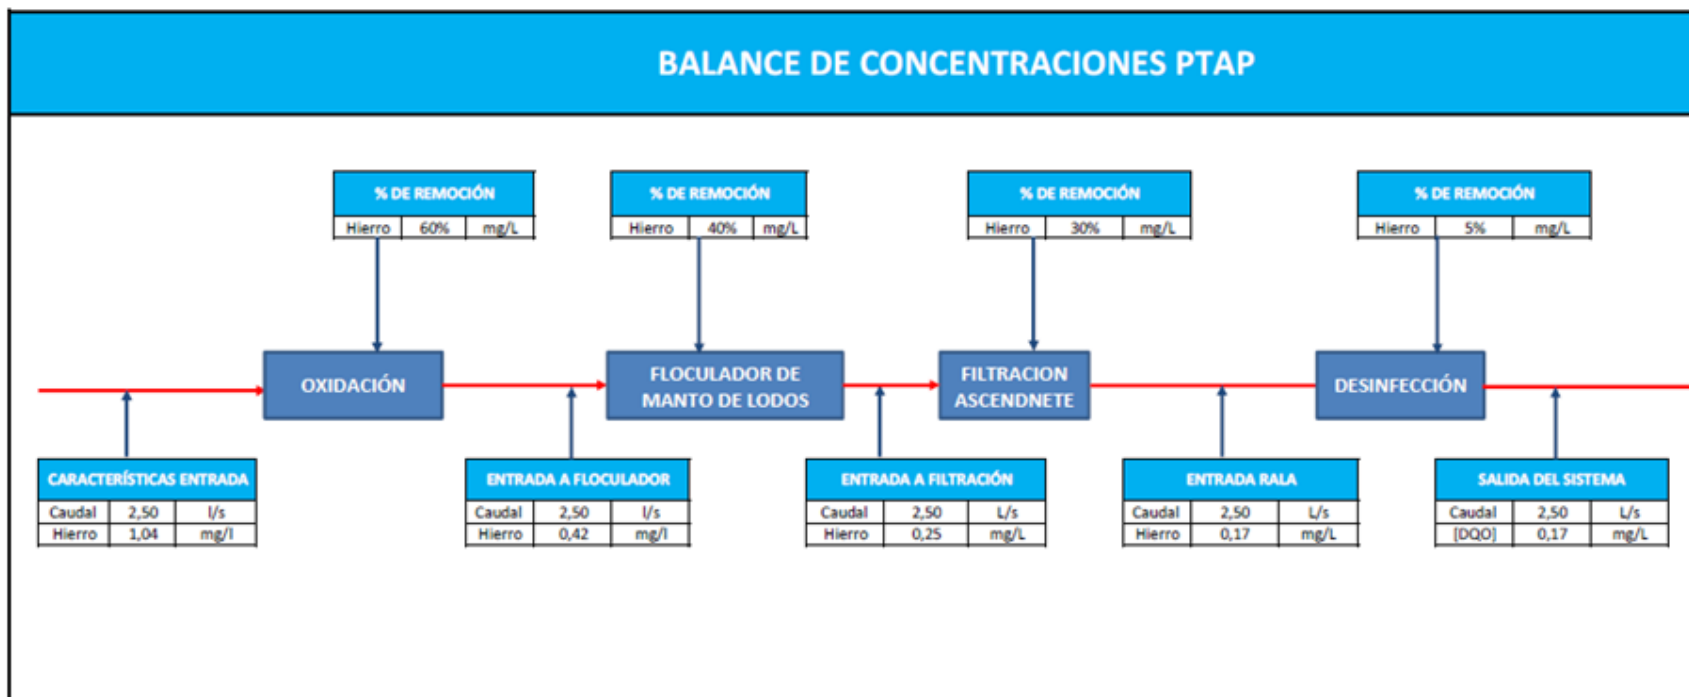 BALANCE DE CONCENTRACIONES PTAP
% DE REMOCIÓN
Hierro 60% mg/L
% DE REMOCIÓN
Hierro 40% mg/L
% DE REMOCIÓN
Hierro 30% mg/L
% DE REMOCIÓN
Hierro 5% mg/L
OXIDACIÓN
FLOCULADOR DE
MANTO DE LODOS
FILTRACION
ASCENDNETE
DESINFECCIÓN
CARACTERÍSTICAS ENTRADA
Caudal 2,50 l/s
Hierro 1,04 mg/l
ENTRADA A FLOCULADOR
Caudal 2,50 l/s
Hierro 0,42 mg/l
ENTRADA A FILTRACIÓN
Caudal 2,50 L/s
Hierro 0,25 mg/L
ENTRADA RALA
Caudal 2,50 L/s
Hierro 0,17 mg/L
SALIDA DEL SISTEMA
Caudal 2,50 L/s
[DQO] 0,17 mg/L